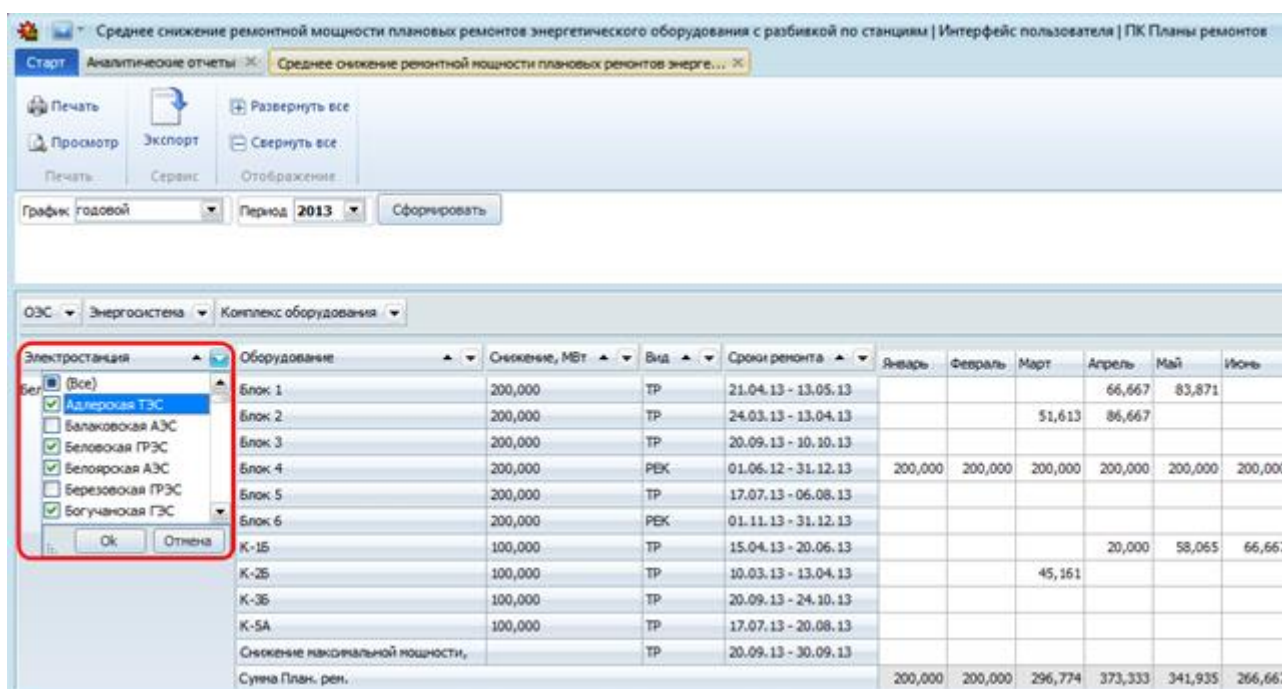 Среднее снижение ремонтной мощности плановых ремонтов энергетического оборудования с разбивкой по станциям | Интерфейс пользователя | ПК Планы ремонтов
Старт Аналитические отчеты Среднее снижение ремонтной мощности плановых ремонтов энерге...
Печать Развернуть все
Просмотр Экспорт Свернуть все
Печать Сервис Отображение
График годовой Период 2013 Сформировать
ОЭС Энергосистема Комплекс оборудования
Электростанция Оборудование Снижение, МВт Вид Сроки ремонта Январь Февраль Март Апрель Май Июнь
Бел (Все) Блок 1 200,000 ТР 21.04.13 - 13.05.13 66,667 83,871
Адлерская ТЭС Блок 2 200,000 ТР 24.03.13 - 13.04.13 51,613 86,667
Балаковская АЭС
Беловская ГРЭС Блок 3 200,000 ТР 20.09.13 - 10.10.13
Белоярская АЭС Блок 4 200,000 РЕК 01.06.12 - 31.12.13 200,000 200,000 200,000 200,000 200,000 200,000
Березовская ГРЭС Блок 5 200,000 ТР 17.07.13 - 06.08.13
Богучанская ГЭС Блок 6 200,000 РЕК 01.11.13 - 31.12.13
Ok Отмена К-1Б 100,000 ТР 15.04.13 - 20.06.13 20,000 58,065 66,66
К-2Б 100,000 ТР 10.03.13 - 13.04.13 45,161
К-3Б 100,000 ТР 20.09.13 - 24.10.13
К-5А 100,000 ТР 17.07.13 - 20.08.13
Снижение максимальной мощности, ТР 20.09.13 - 30.09.13
Сумма План. рен. 200,000 200,000 296,774 373,333 341,935 266,66